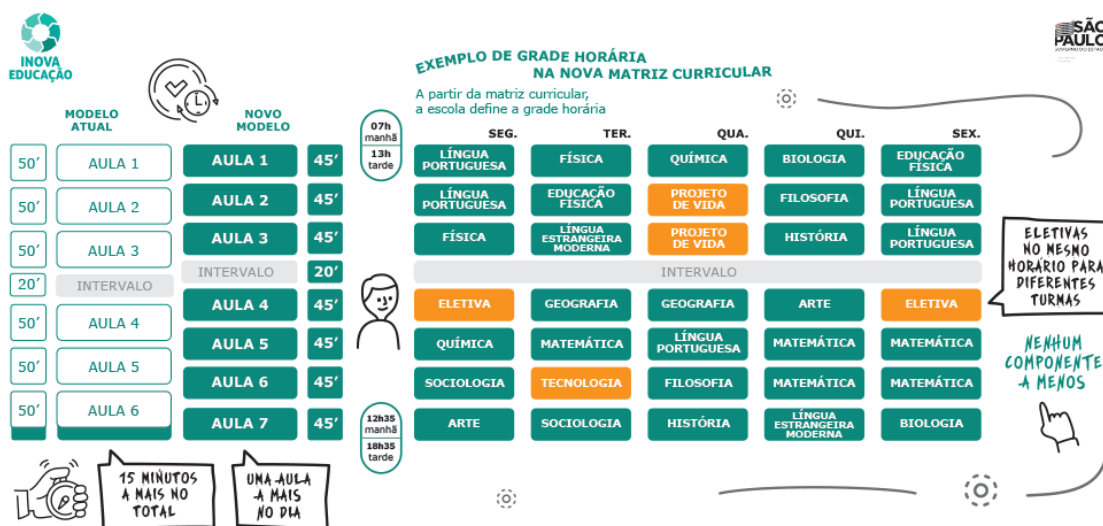 INOVA
EDUCAÇÃO
SÃO
PAULO
GOVERNO DO ESTADO
EXEMPLO DE GRADE HORÁRIA
NA NOVA MATRIZ CURRICULAR
A partir da matriz curricular,
a escola define a grade horária
MODELO
ATUAL
NOVO
MODELO
50’ AULA 1
50’ AULA 2
50’ AULA 3
20’ INTERVALO
50’ AULA 4
50’ AULA 5
50’ AULA 6
AULA 1 45’
AULA 2 45’
AULA 3 45’
INTERVALO 20’
AULA 4 45’
AULA 5 45’
AULA 6 45’
AULA 7 45’
07h
manhã
13h
tarde
12h35
manhã
18h35
tarde
SEG. TER. QUA. QUI. SEX.
LÍNGUA PORTUGUESA FÍSICA QUÍMICA BIOLOGIA EDUCAÇÃO FÍSICA
LÍNGUA PORTUGUESA EDUCAÇÃO FÍSICA PROJETO DE VIDA FILOSOFIA LÍNGUA PORTUGUESA
FÍSICA LÍNGUA ESTRANGEIRA MODERNA PROJETO DE VIDA HISTÓRIA LÍNGUA PORTUGUESA
INTERVALO
ELETIVA GEOGRAFIA GEOGRAFIA ARTE ELETIVA
QUÍMICA MATEMÁTICA LÍNGUA PORTUGUESA MATEMÁTICA MATEMÁTICA
SOCIOLOGIA TECNOLOGIA FILOSOFIA MATEMÁTICA MATEMÁTICA
ARTE SOCIOLOGIA HISTÓRIA LÍNGUA ESTRANGEIRA MODERNA BIOLOGIA
ELETIVAS
NO MESMO
HORÁRIO PARA
DIFERENTES
TURMAS
NENHUM
COMPONENTE
A MENOS
15 MINUTOS
A MAIS NO
TOTAL
UMA AULA
A MAIS
NO DIA